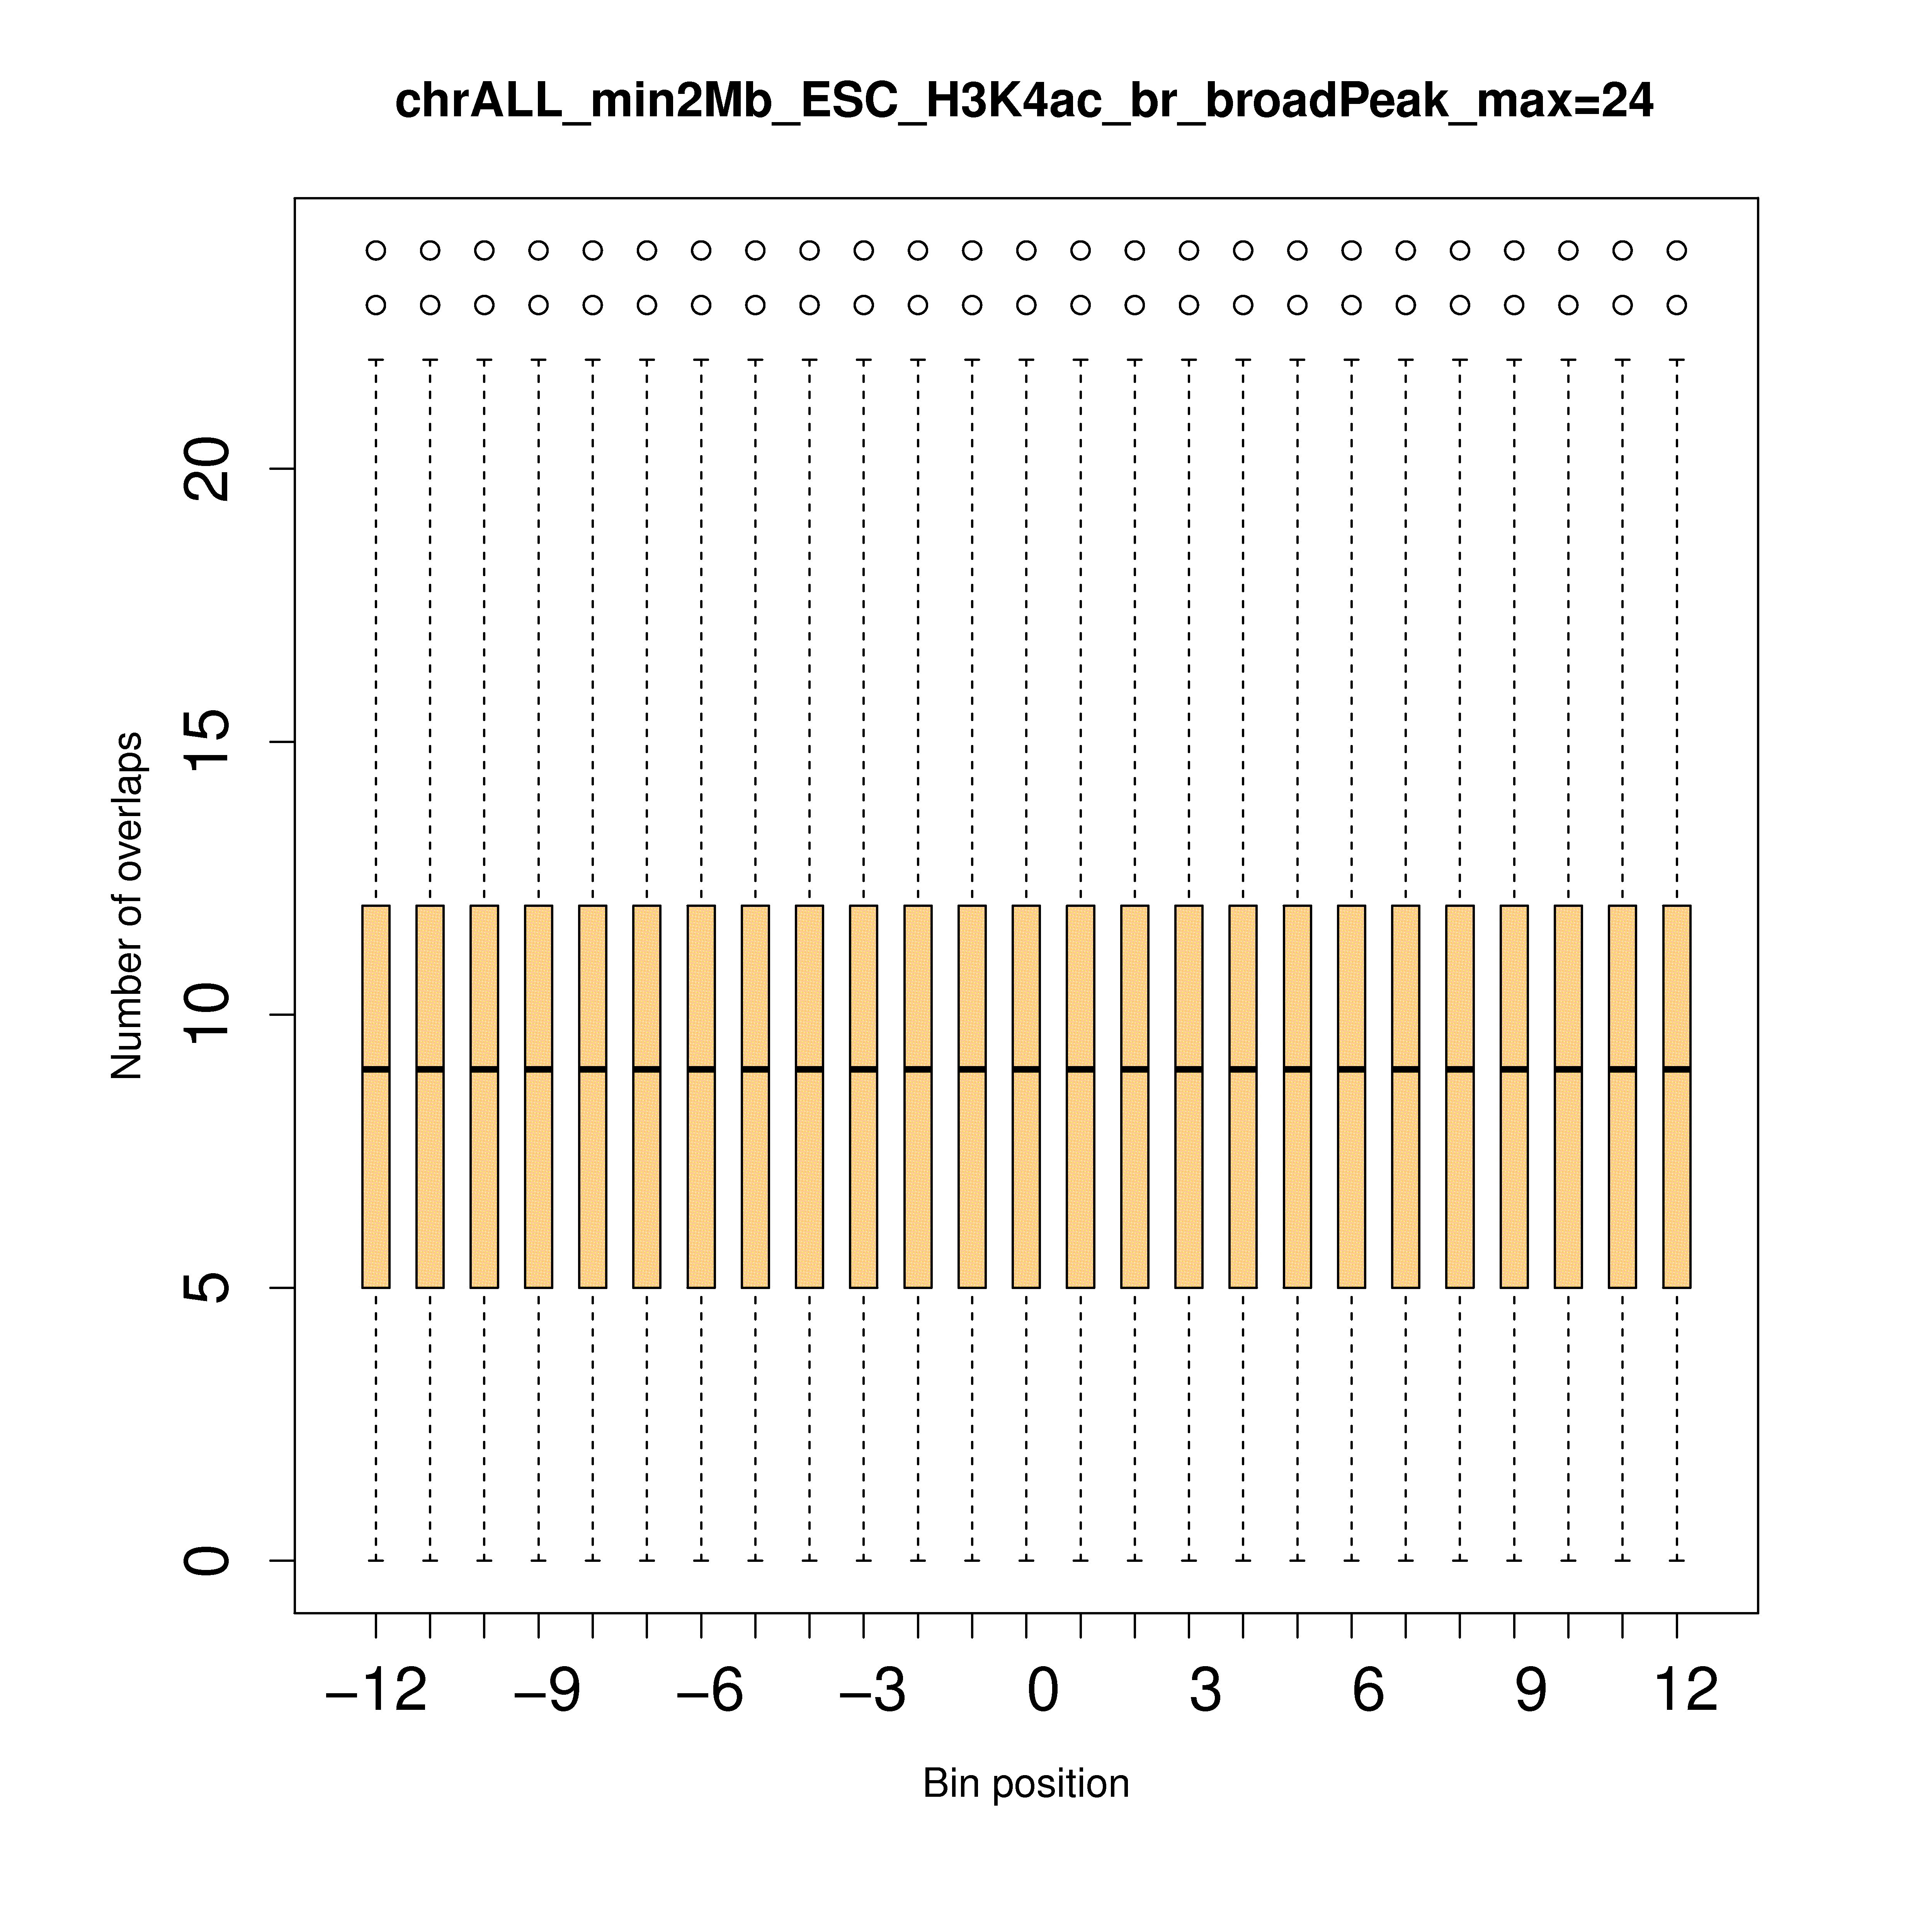 chrALL_min2Mb_ESC_H3K4ac_br_broadPeak_max=24
Number of overlaps
20
15
10
5
0
−12 −9 −6 −3 0 3 6 9 12
Bin position